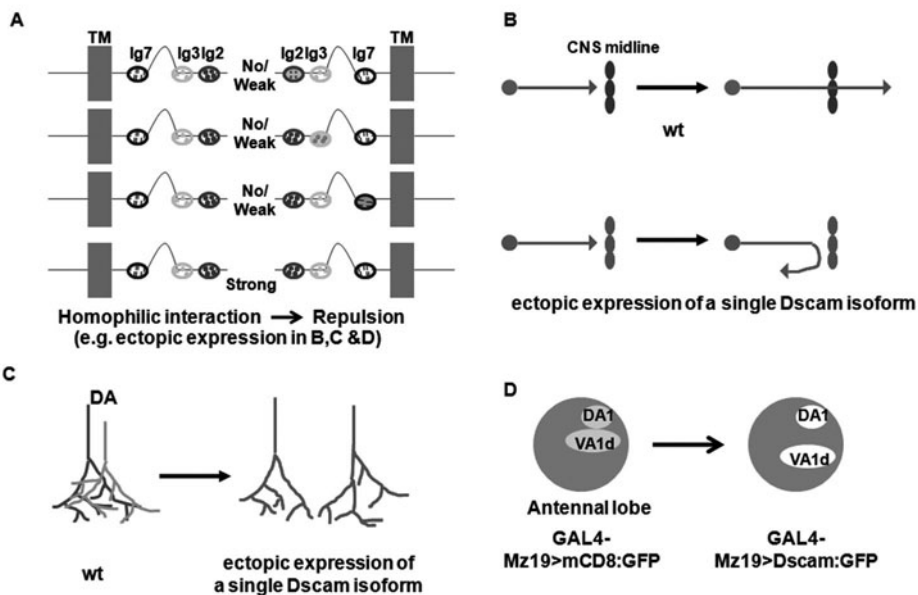 A
TM
TM
Ig7
Ig3
Ig2
No/
Weak
Ig2
Ig3
Ig7
No/
Weak
No/
Weak
Strong
Homophilic interaction → Repulsion
(e.g. ectopic expression in B,C &D)
B
CNS midline
wt
ectopic expression of a single Dscam isoform
C
DA
wt
ectopic expression of
a single Dscam isoform
D
DA1
VA1d
DA1
VA1d
Antennal lobe
GAL4-
Mz19>mCD8:GFP
GAL4-
Mz19>Dscam:GFP